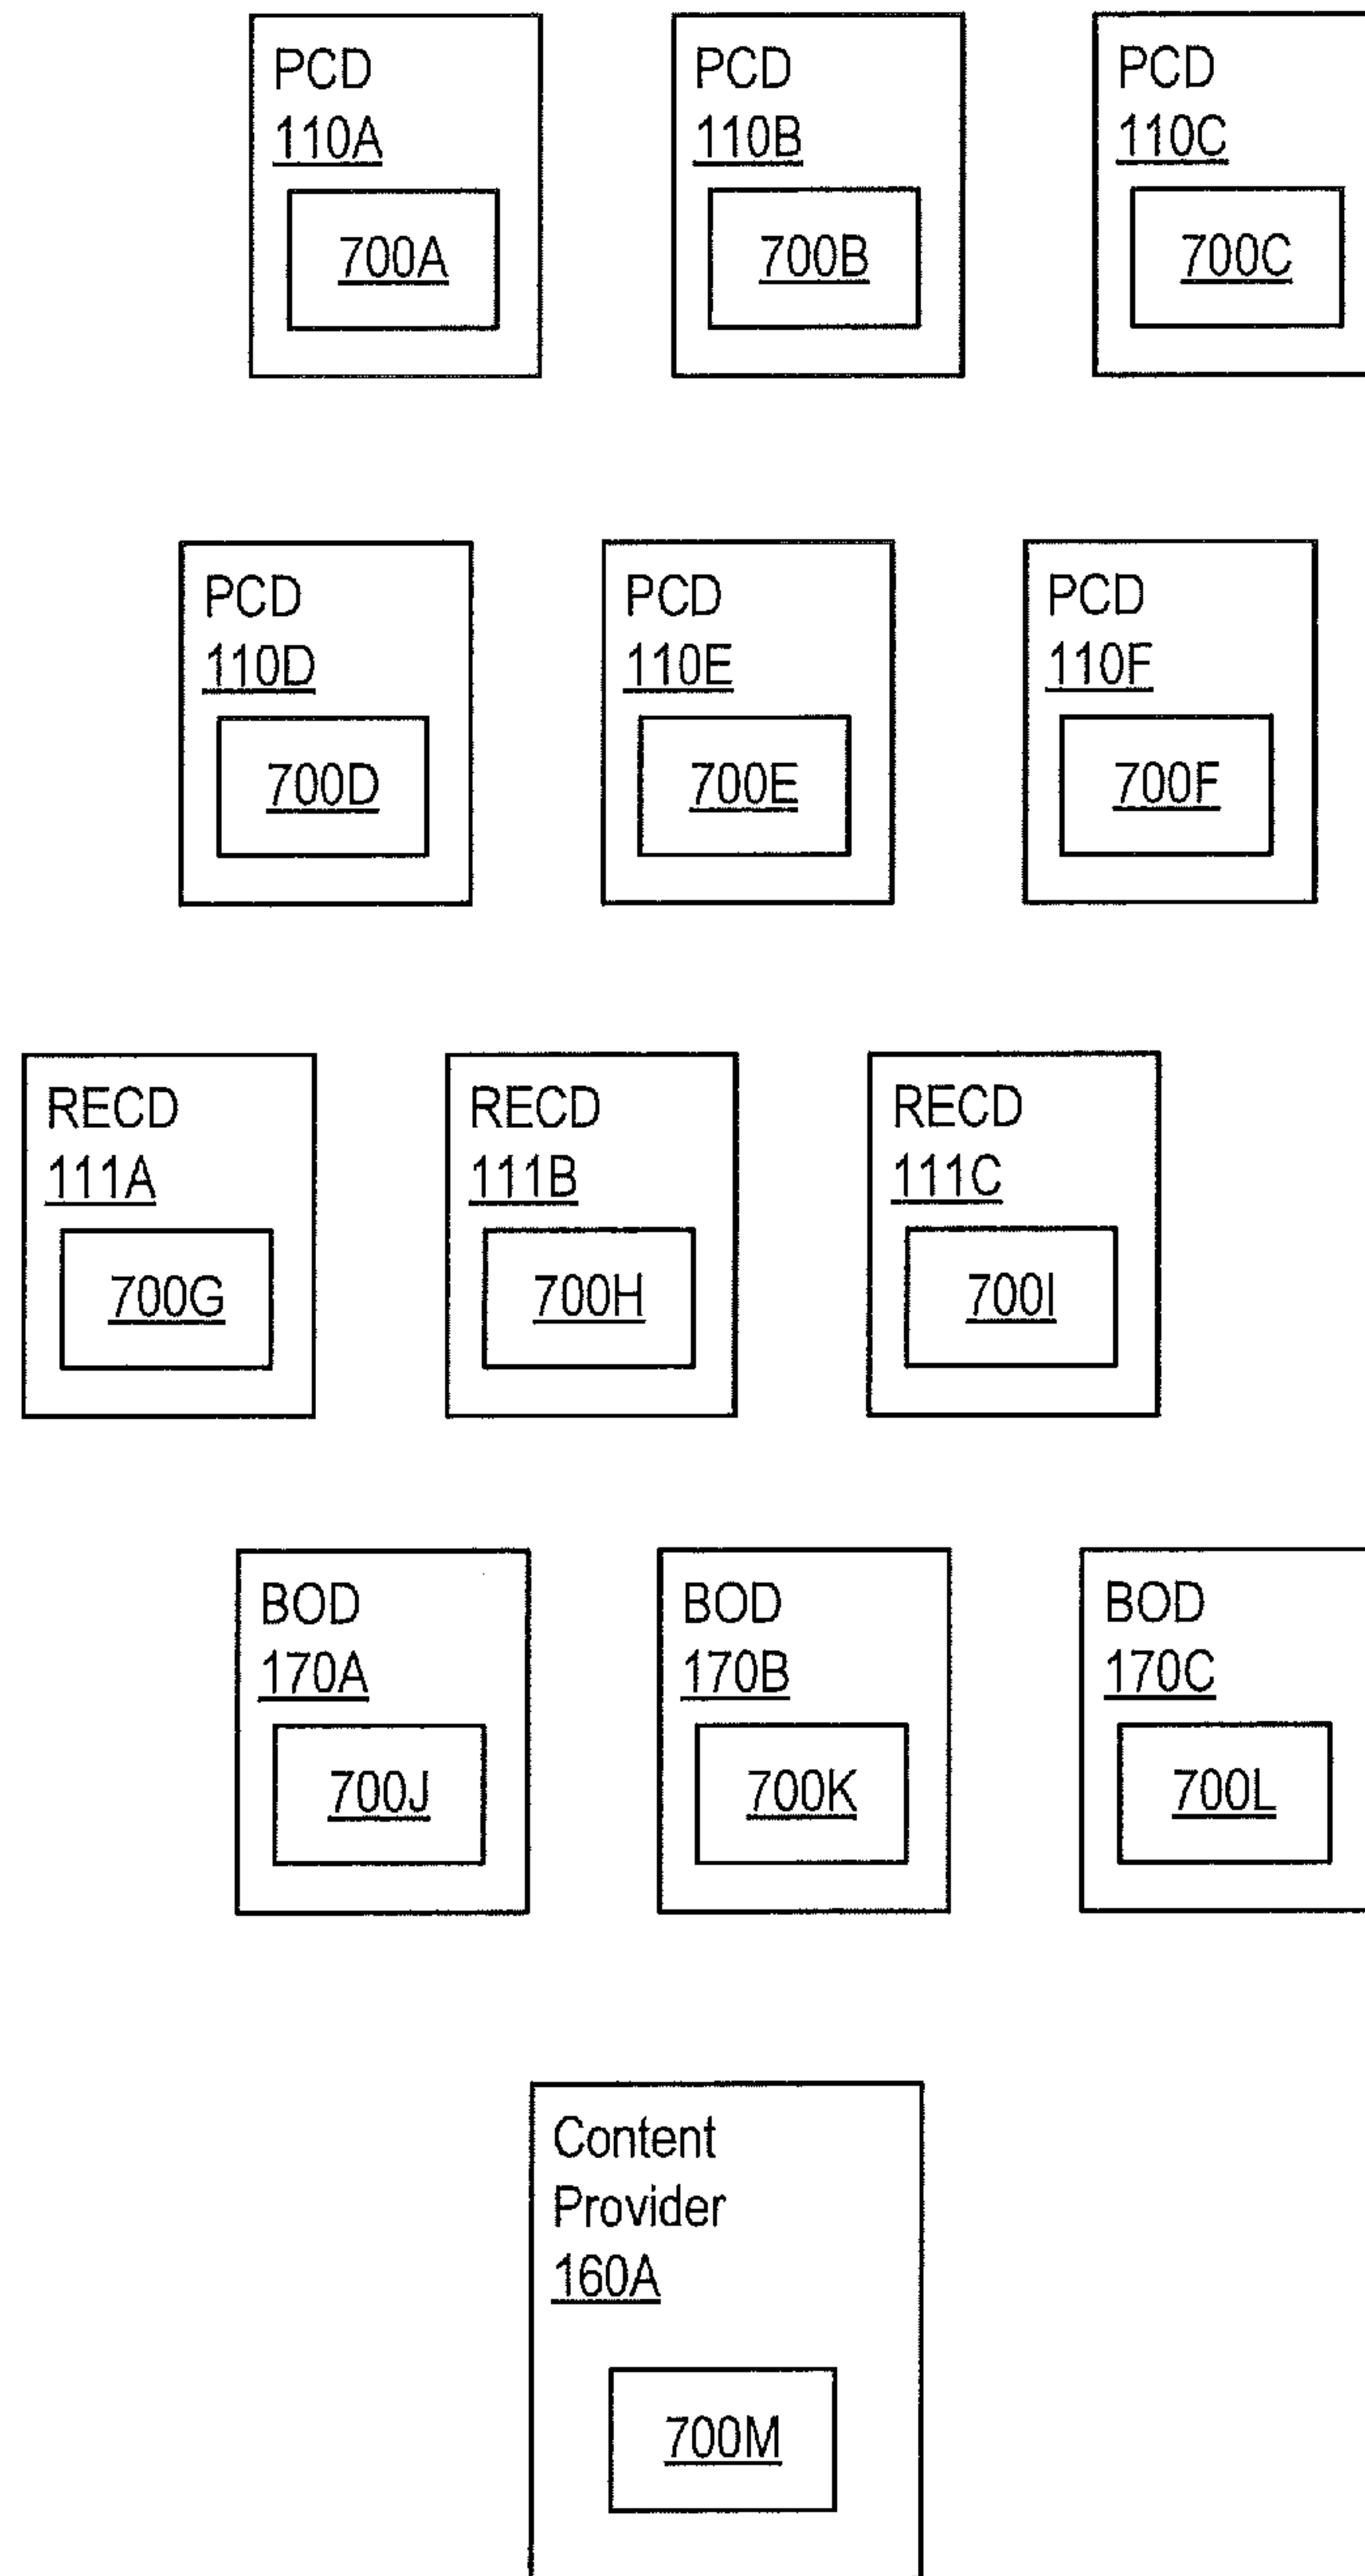 PCD
110A
700A
PCD
110B
700B
PCD
110C
700C
PCD
110D
700D
PCD
110E
700E
PCD
110F
700F
RECD
111A
700G
RECD
111B
700H
RECD
111C
700I
BOD
170A
700J
BOD
170B
700K
BOD
170C
700L
Content
Provider
160A
700M